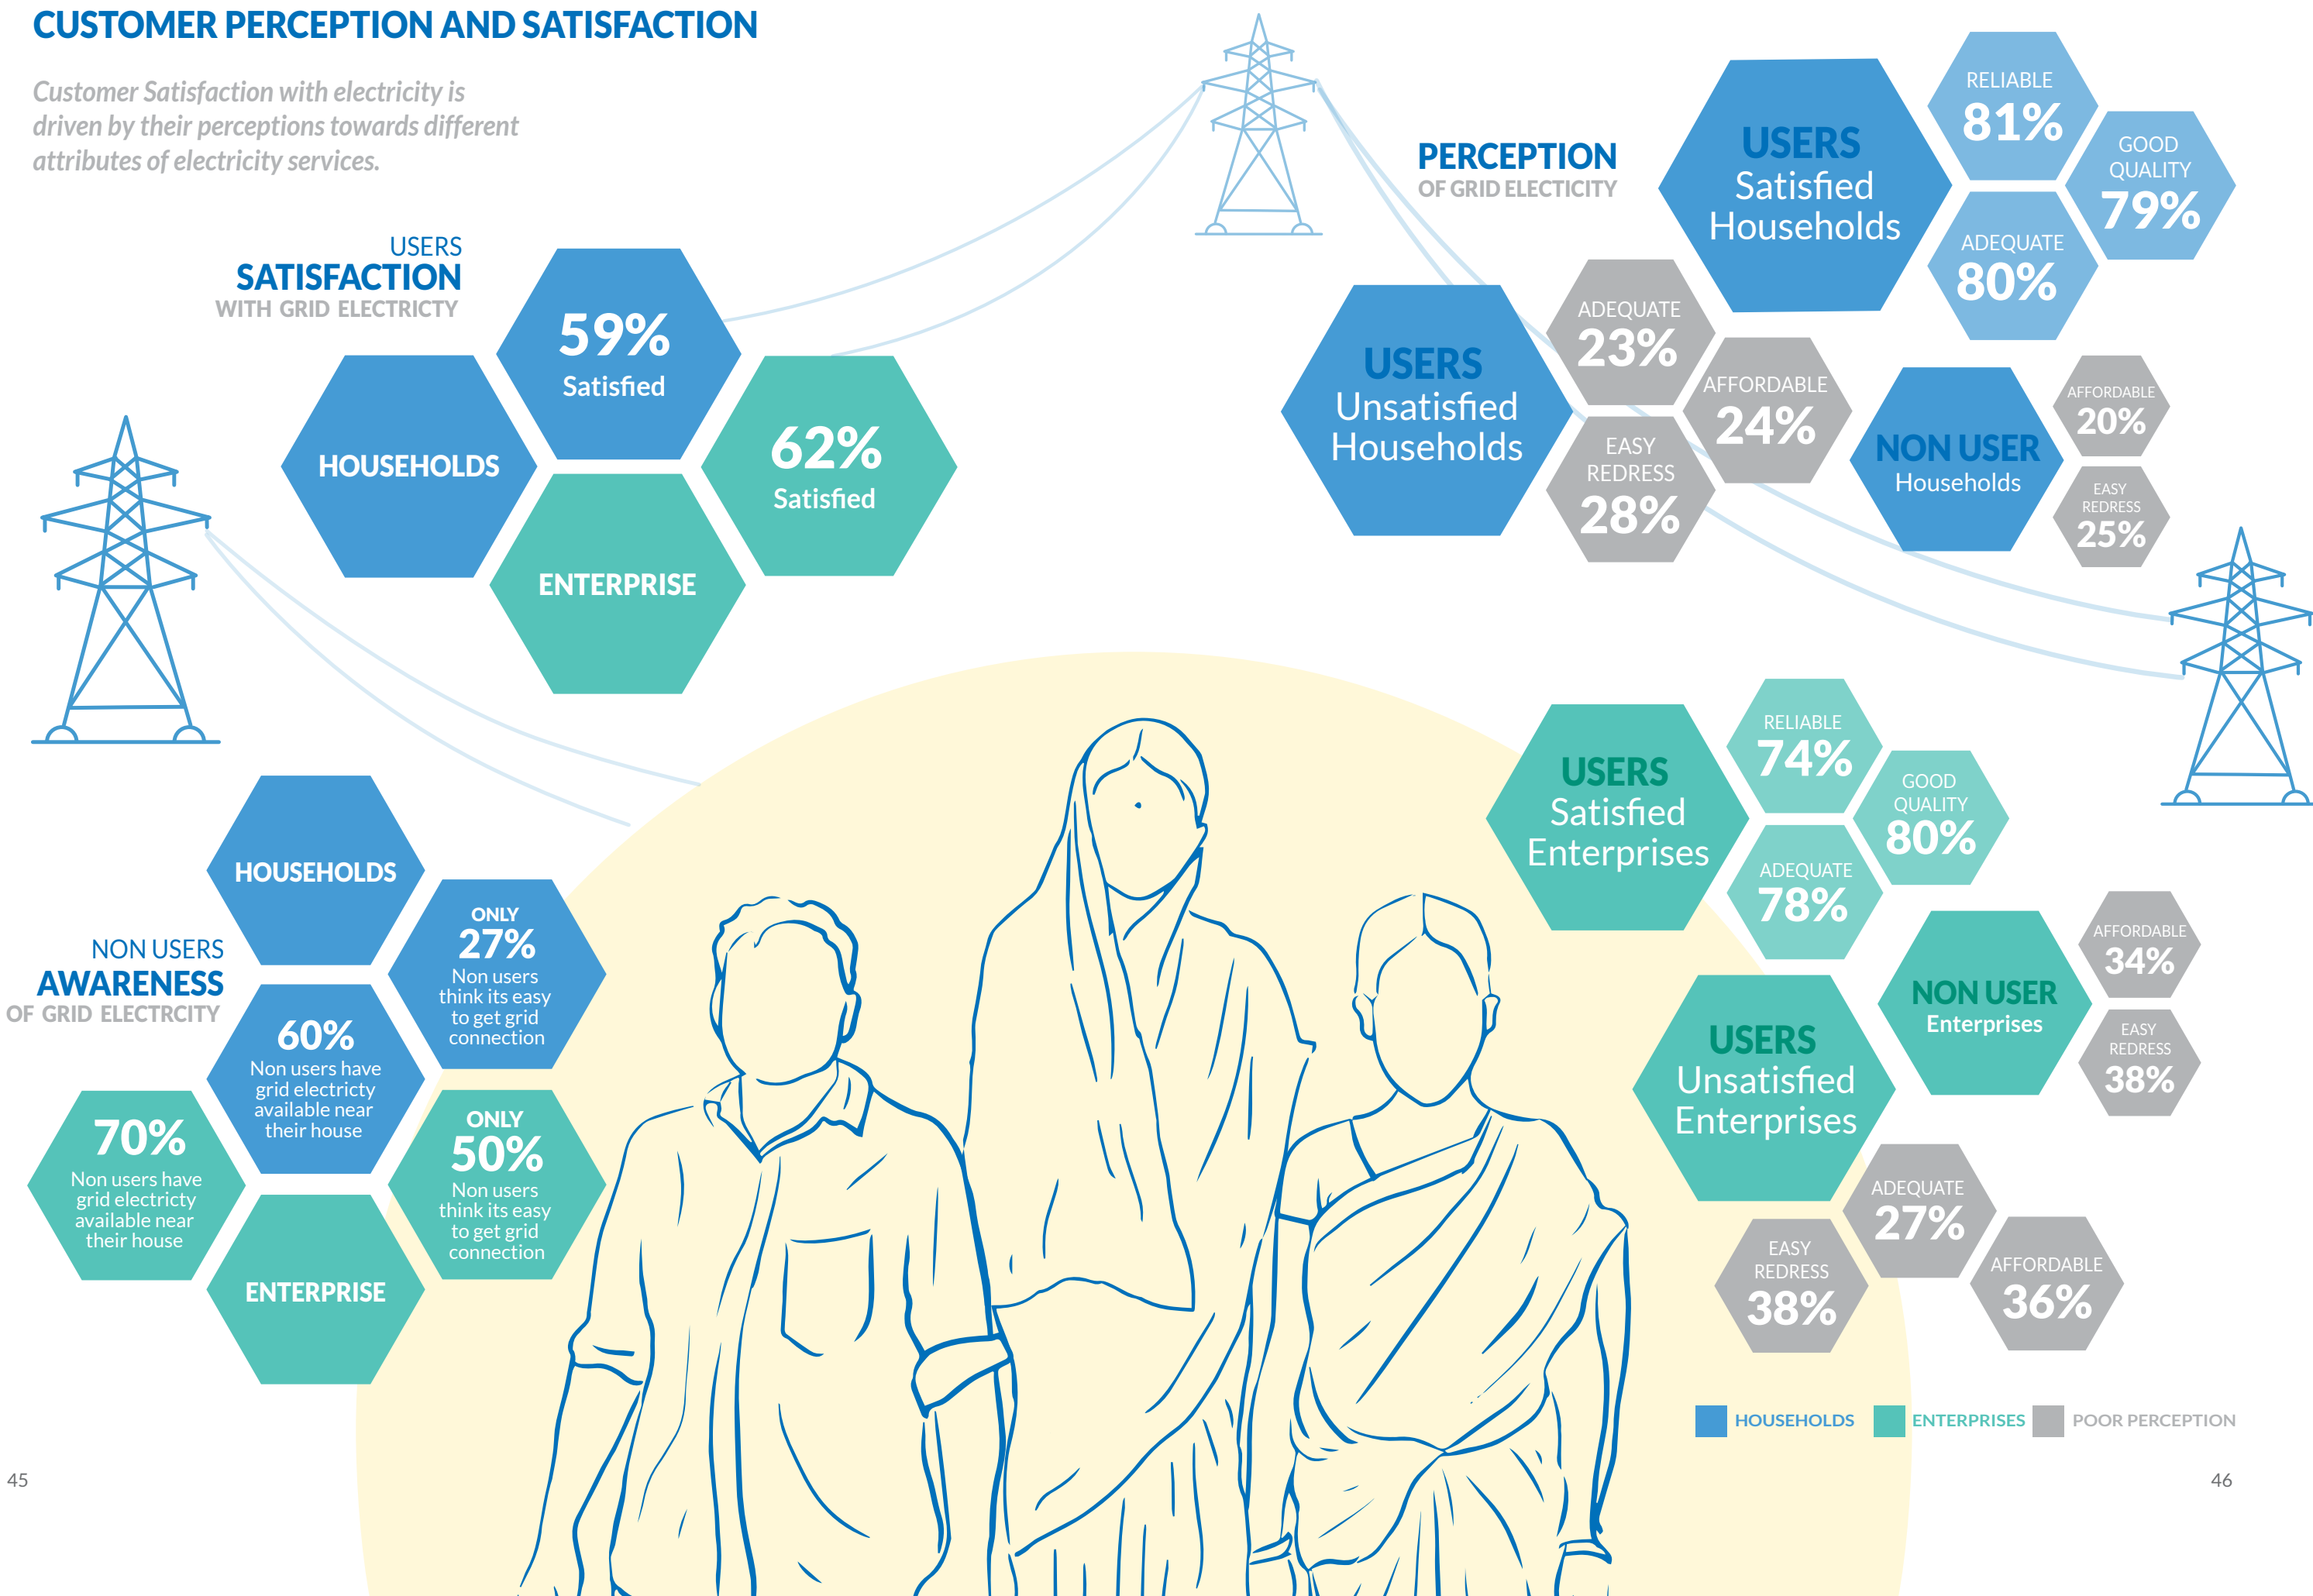 CUSTOMER PERCEPTION AND SATISFACTION
Customer Satisfaction with electricity is
driven by their perceptions towards different
attributes of electricity services.
USERS
SATISFACTION
WITH GRID ELECTRICTY
HOUSEHOLDS
59%
Satisfied
62%
Satisfied
ENTERPRISE
PERCEPTION
OF GRID ELECTICITY
USERS
Satisfied
Households
RELIABLE
81%
GOOD
QUALITY
79%
ADEQUATE
80%
USERS
Unsatisfied
Households
ADEQUATE
23%
AFFORDABLE
24%
EASY
REDRESS
28%
NON USER
Households
AFFORDABLE
20%
EASY
REDRESS
25%
NON USERS
AWARENESS
OF GRID ELECTRCITY
HOUSEHOLDS
ONLY
27%
Non users
think its easy
to get grid
connection
60%
Non users have
grid electricty
available near
their house
70%
Non users have
grid electricty
available near
their house
ONLY
50%
Non users
think its easy
to get grid
connection
ENTERPRISE
USERS
Satisfied
Enterprises
RELIABLE
74%
GOOD
QUALITY
80%
ADEQUATE
78%
NON USER
Enterprises
AFFORDABLE
34%
EASY
REDRESS
38%
USERS
Unsatisfied
Enterprises
ADEQUATE
27%
EASY
REDRESS
38%
AFFORDABLE
36%
HOUSEHOLDS
ENTERPRISES
POOR PERCEPTION
45
46